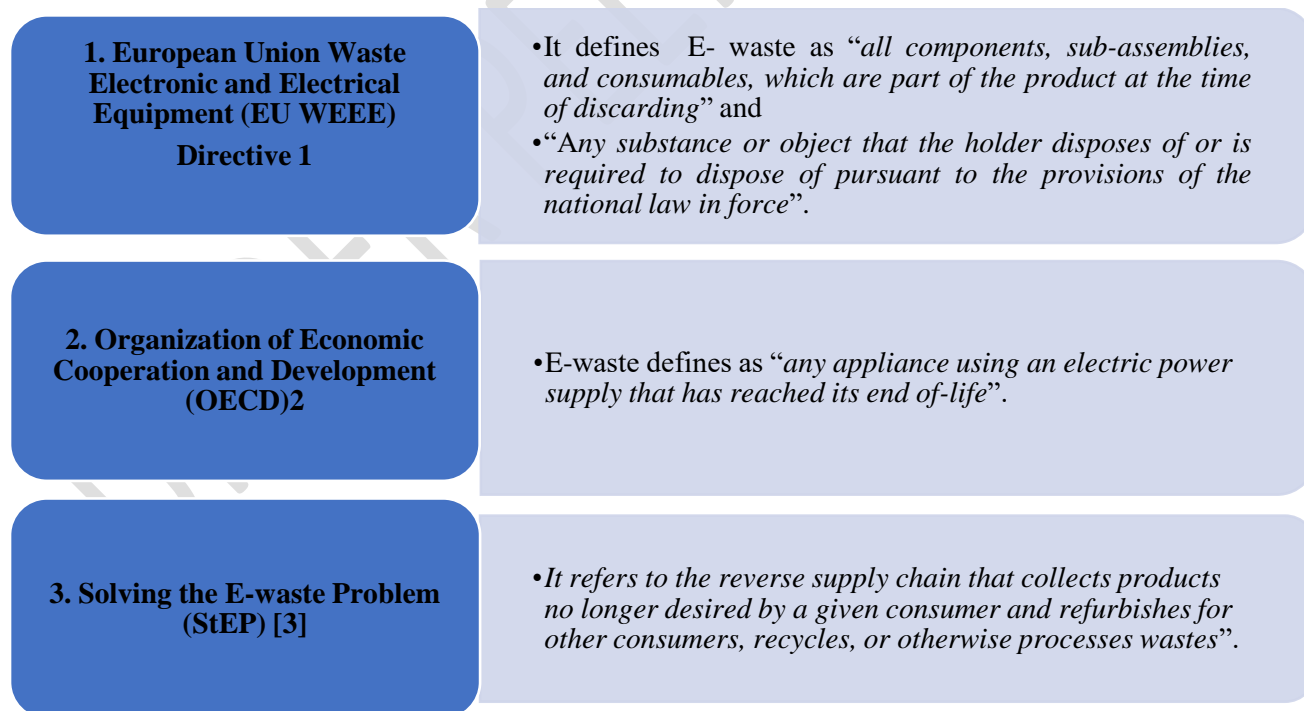 1. European Union Waste
Electronic and Electrical
Equipment (EU WEEE)
Directive 1
•It defines E- waste as “all components, sub-assemblies,
and consumables, which are part of the product at the time
of discarding” and
•“Any substance or object that the holder disposes of or is
required to dispose of pursuant to the provisions of the
national law in force”.
2. Organization of Economic
Cooperation and Development
(OECD)2
•E-waste defines as “any appliance using an electric power
supply that has reached its end of-life”.
3. Solving the E-waste Problem
(StEP) [3]
•It refers to the reverse supply chain that collects products
no longer desired by a given consumer and refurbishes for
other consumers, recycles, or otherwise processes wastes”.